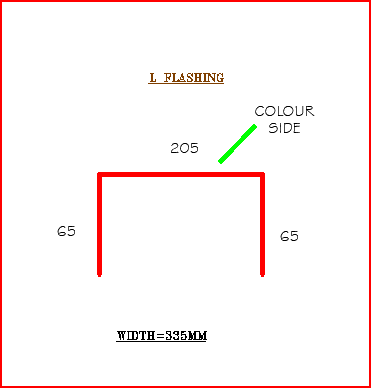 L FLASHING
COLOUR
SIDE
205
65
65
WIDTH=335MM